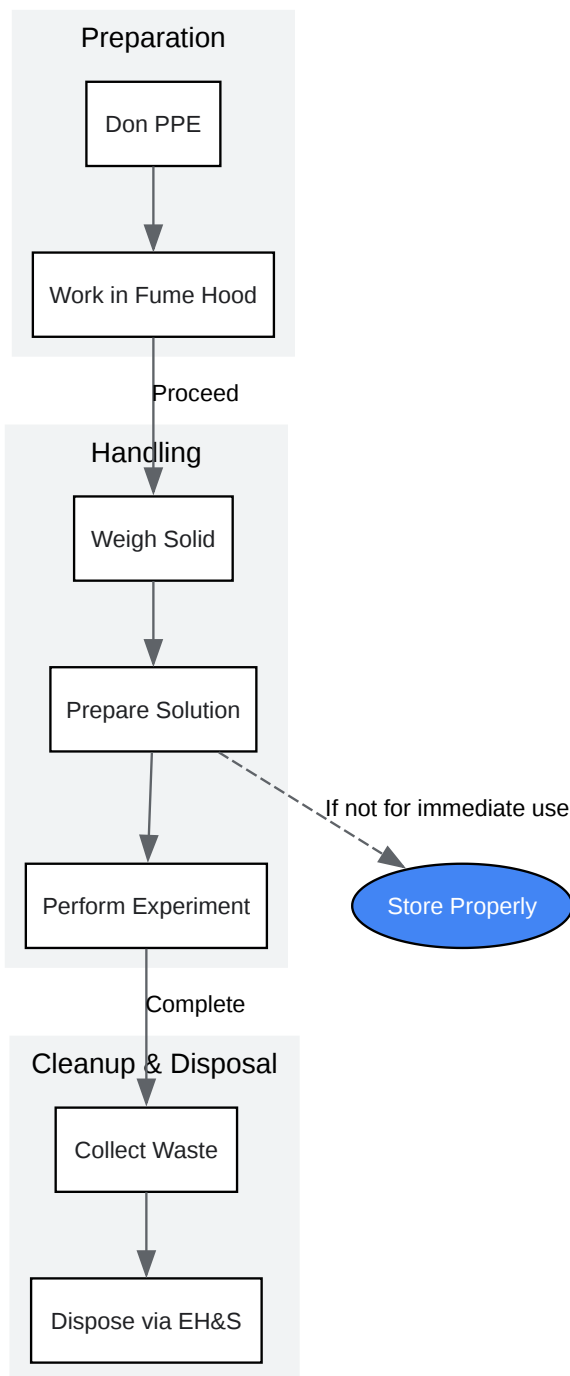 Preparation
Don PPE
Work in Fume Hood
Proceed
Handling
Weigh Solid
Prepare Solution
If not for immediate use
Perform Experiment
Store Properly
Complete
Cleanup & Disposal
Collect Waste
Dispose via EH&S